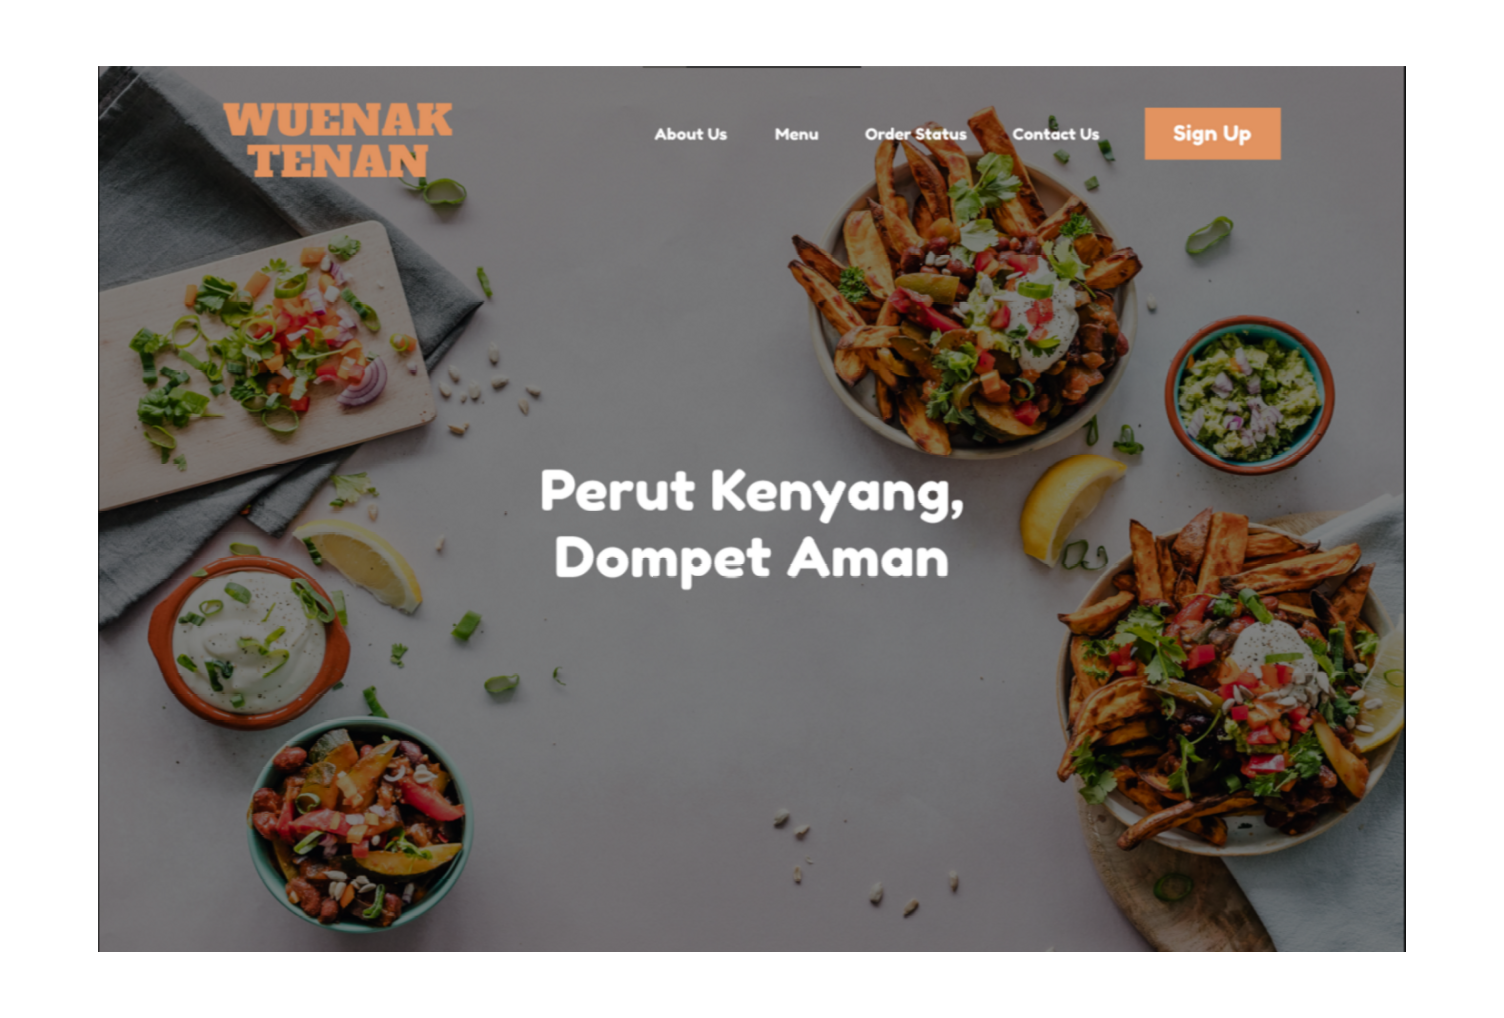 WUENAK
TENAN
About Us
Menu
Order Status
Contact Us
Sign Up
Perut Kenyang,
Dompet Aman